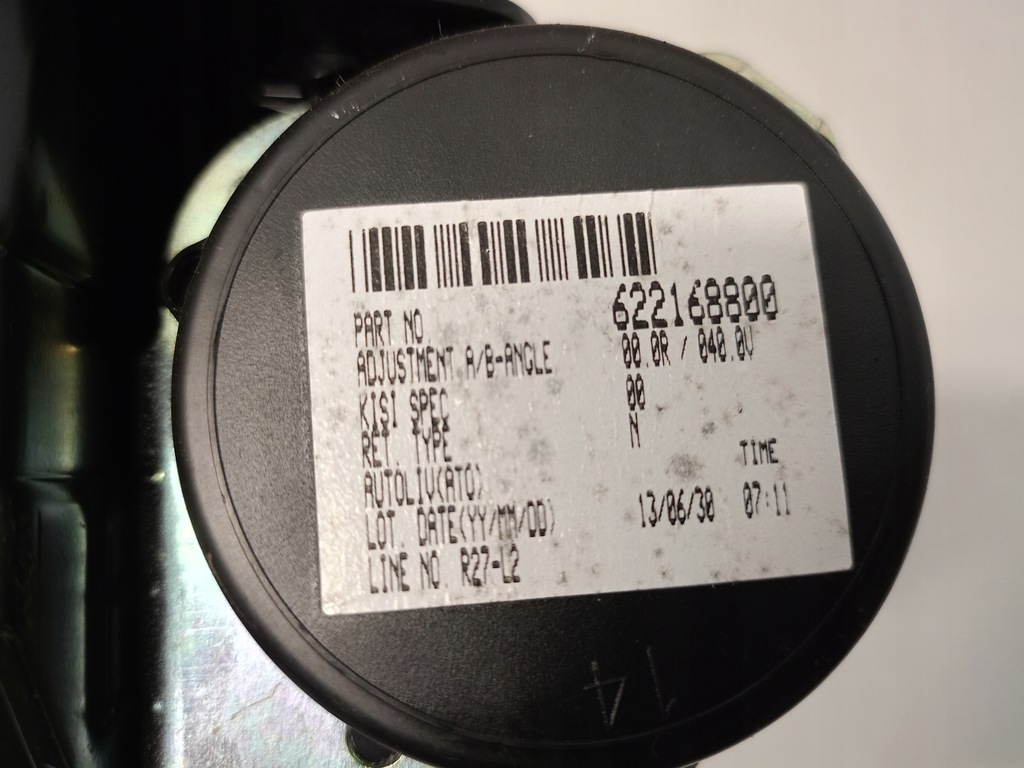 PART NO 622168800
ADJUSTMENT A/B-ANGLE 00.0R / 040.0V
KISI SPEC 00
RET. TYPE N
AUTOLIV(ATO) TIME
LOT. DATE(YY/MM/DD) 13/06/30 07:11
LINE NO. R27-L2
14